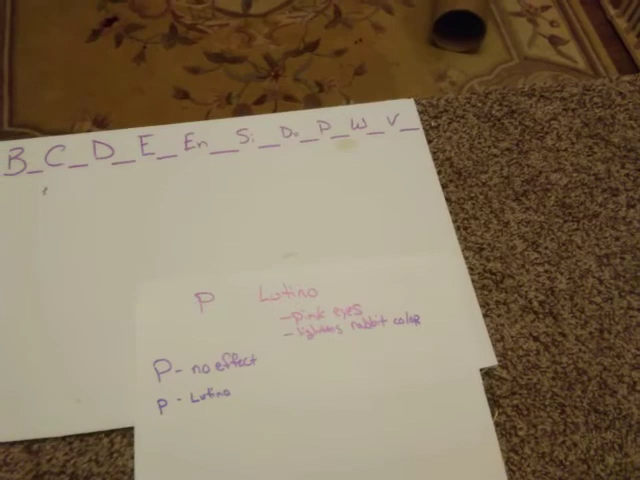 B_C_D_E_En_Si_Du_P_W_V_
P Lutino
-pink eyes
-lightens rabbit color
P- no effect
p - Lutino